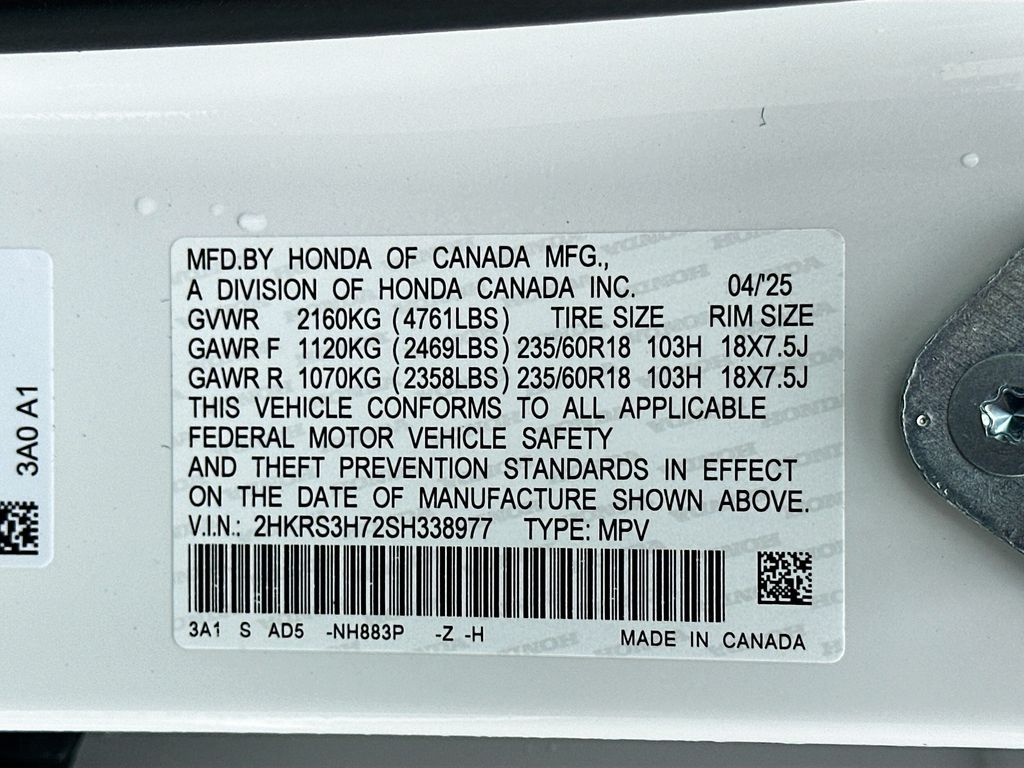 MFD.BY HONDA OF CANADA MFG.,
A DIVISION OF HONDA CANADA INC. 04/'25
GVWR 2160KG (4761LBS) TIRE SIZE RIM SIZE
GAWR F 1120KG (2469LBS) 235/60R18 103H 18X7.5J
GAWR R 1070KG (2358LBS) 235/60R18 103H 18X7.5J
THIS VEHICLE CONFORMS TO ALL APPLICABLE
FEDERAL MOTOR VEHICLE SAFETY
AND THEFT PREVENTION STANDARDS IN EFFECT
ON THE DATE OF MANUFACTURE SHOWN ABOVE.
V.I.N.: 2HKRS3H72SH338977 TYPE: MPV
3A1 S AD5 -NH883P -Z -H MADE IN CANADA
3A0 A1